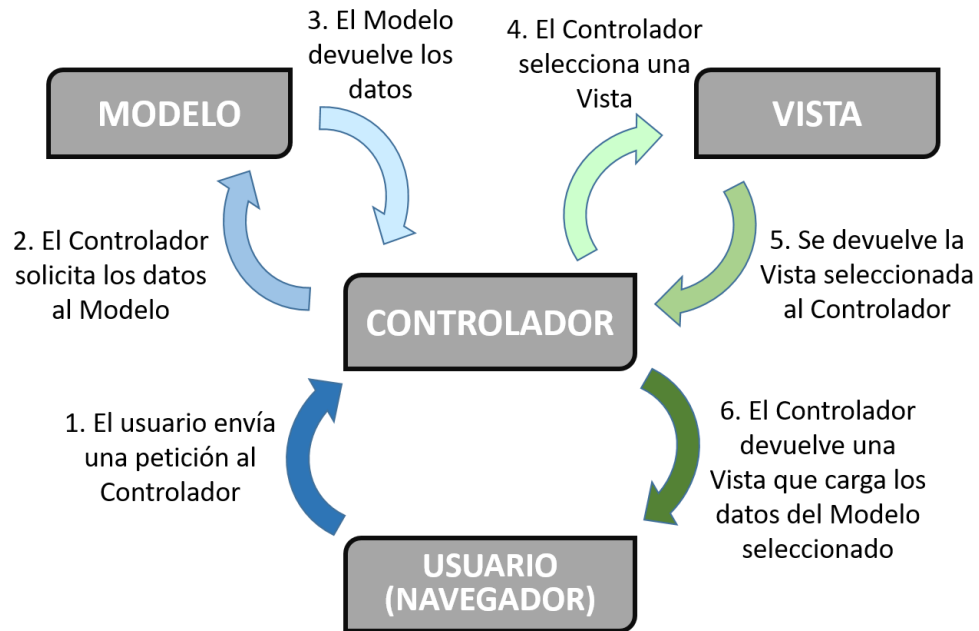 3. El Modelo
devuelve los
datos
4. El Controlador
selecciona una
Vista
MODELO
VISTA
2. El Controlador
solicita los datos
al Modelo
5. Se devuelve la
Vista seleccionada
al Controlador
CONTROLADOR
1. El usuario envía
una petición al
Controlador
6. El Controlador
devuelve una
Vista que carga los
datos del Modelo
seleccionado
USUARIO
(NAVEGADOR)